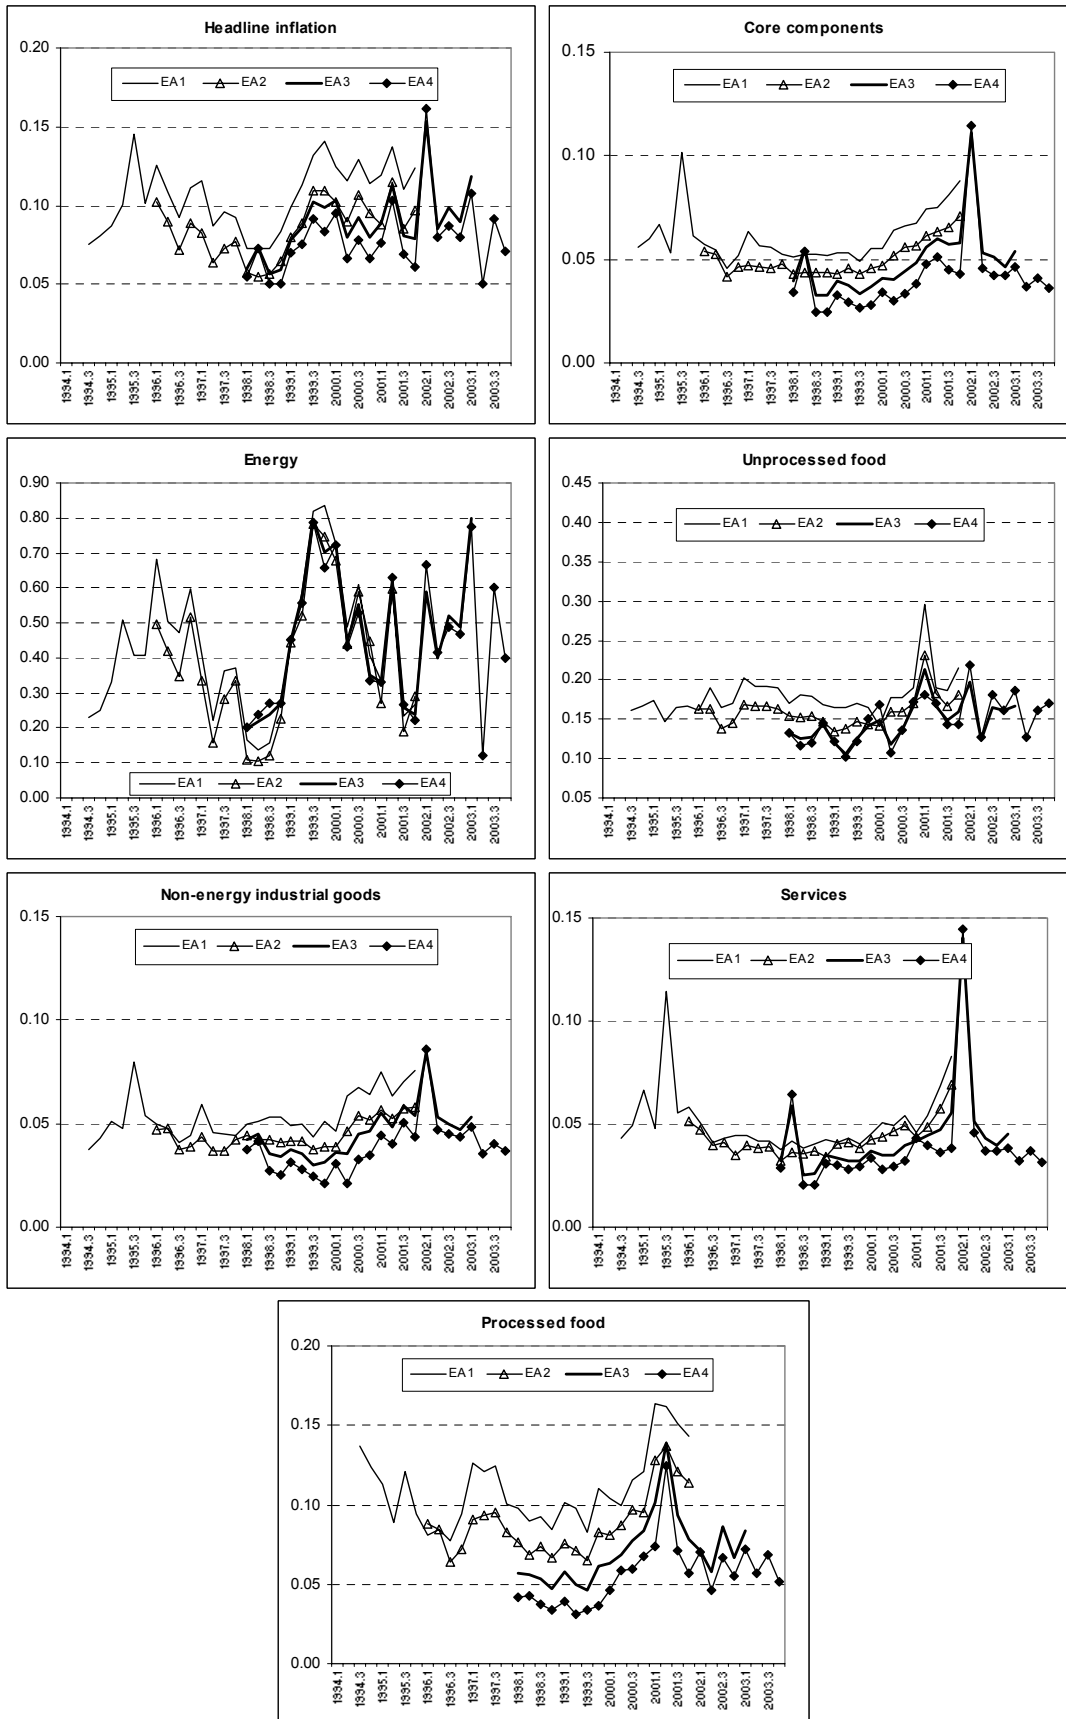 Headline inflation
0.20
0.15
0.10
0.05
0.00
EA1 EA2 EA3 EA4
1994.1 1994.3 1995.1 1995.3 1996.1 1996.3 1997.1 1997.3 1998.1 1998.3 1999.1 1999.3 2000.1 2000.3 2001.1 2001.3 2002.1 2002.3 2003.1 2003.3
Core components
0.15
0.10
0.05
0.00
EA1 EA2 EA3 EA4
1994.1 1994.3 1995.1 1995.3 1996.1 1996.3 1997.1 1997.3 1998.1 1998.3 1999.1 1999.3 2000.1 2000.3 2001.1 2001.3 2002.1 2002.3 2003.1 2003.3
Energy
0.90
0.80
0.70
0.60
0.50
0.40
0.30
0.20
0.10
0.00
EA1 EA2 EA3 EA4
1994.1 1994.3 1995.1 1995.3 1996.1 1996.3 1997.1 1997.3 1998.1 1998.3 1999.1 1999.3 2000.1 2000.3 2001.1 2001.3 2002.1 2002.3 2003.1 2003.3
Unprocessed food
0.45
0.40
0.35
0.30
0.25
0.20
0.15
0.10
0.05
EA1 EA2 EA3 EA4
1994.1 1994.3 1995.1 1995.3 1996.1 1996.3 1997.1 1997.3 1998.1 1998.3 1999.1 1999.3 2000.1 2000.3 2001.1 2001.3 2002.1 2002.3 2003.1 2003.3
Non-energy industrial goods
0.15
0.10
0.05
0.00
EA1 EA2 EA3 EA4
1994.1 1994.3 1995.1 1995.3 1996.1 1996.3 1997.1 1997.3 1998.1 1998.3 1999.1 1999.3 2000.1 2000.3 2001.1 2001.3 2002.1 2002.3 2003.1 2003.3
Services
0.15
0.10
0.05
0.00
EA1 EA2 EA3 EA4
1994.1 1994.3 1995.1 1995.3 1996.1 1996.3 1997.1 1997.3 1998.1 1998.3 1999.1 1999.3 2000.1 2000.3 2001.1 2001.3 2002.1 2002.3 2003.1 2003.3
Processed food
0.20
0.15
0.10
0.05
0.00
EA1 EA2 EA3 EA4
1994.1 1994.3 1995.1 1995.3 1996.1 1996.3 1997.1 1997.3 1998.1 1998.3 1999.1 1999.3 2000.1 2000.3 2001.1 2001.3 2002.1 2002.3 2003.1 2003.3